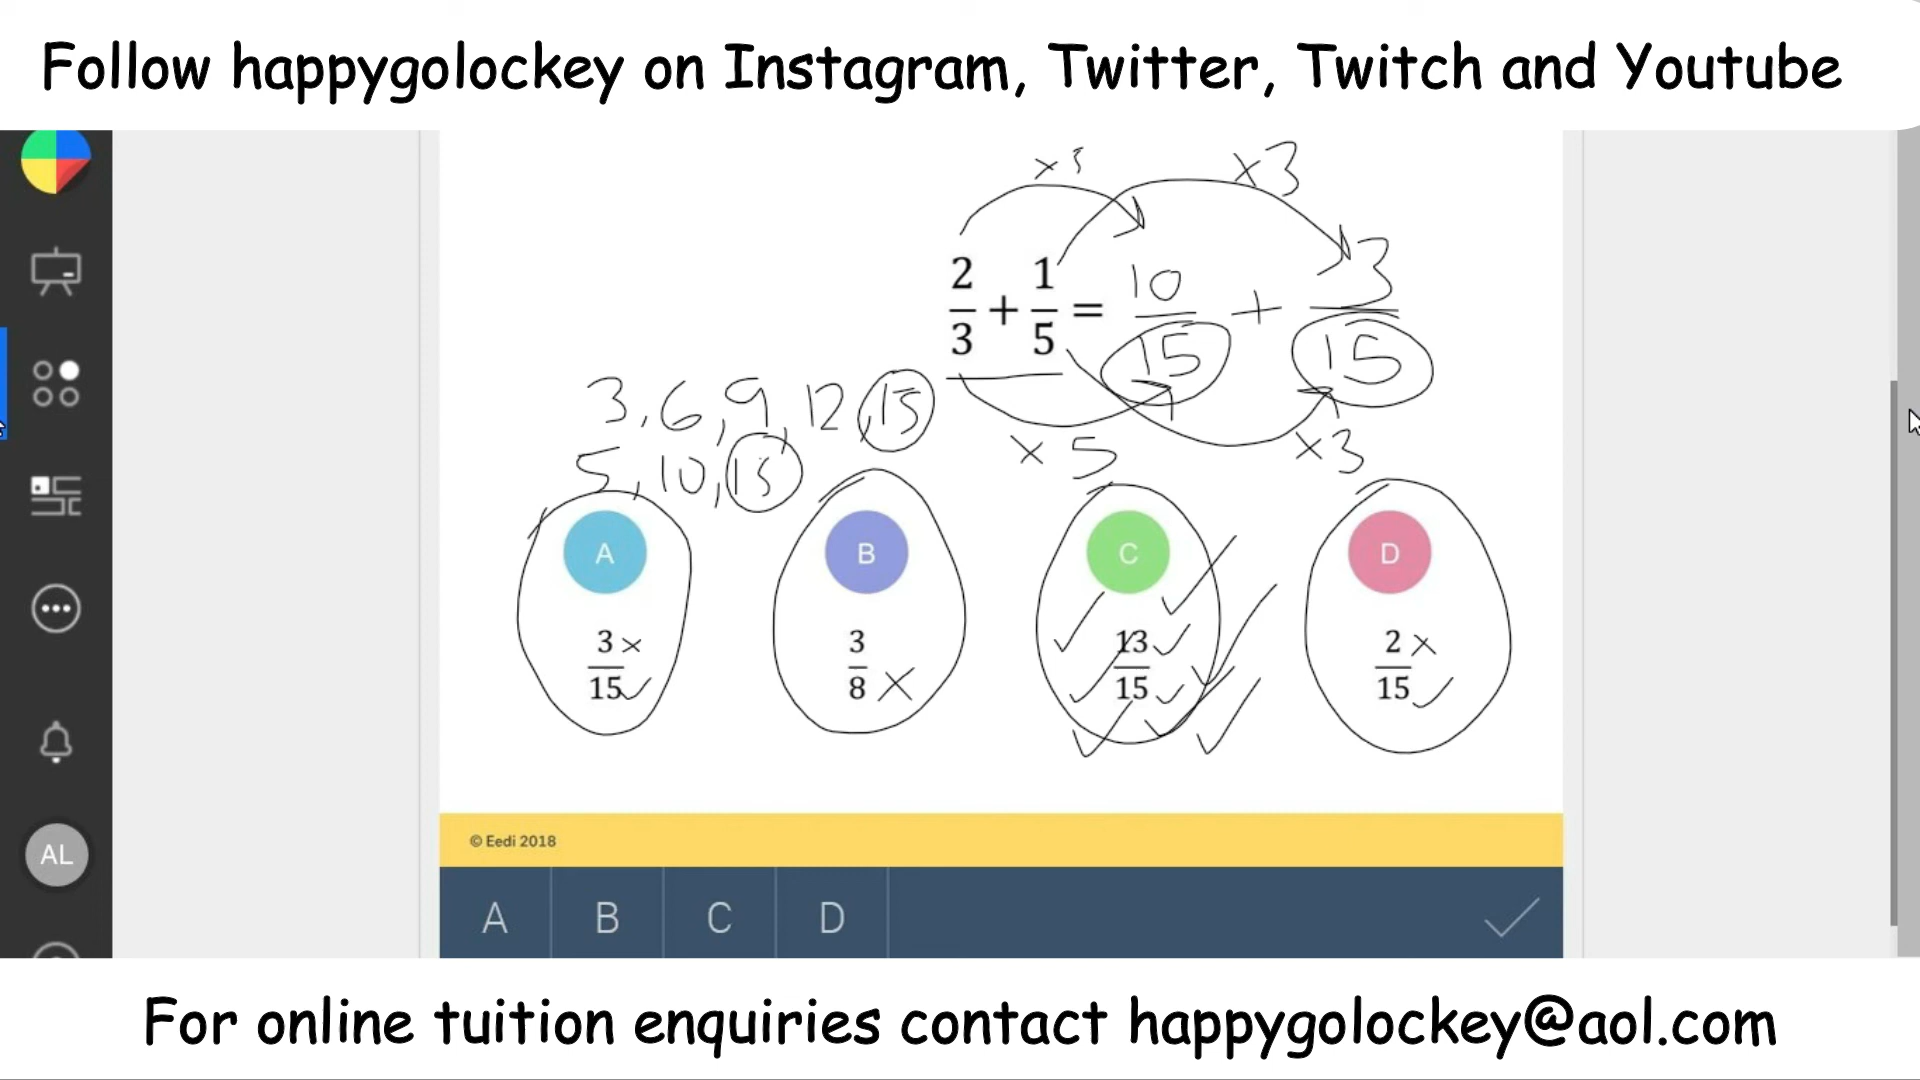 Follow happygolockey on Instagram, Twitter, Twitch and Youtube
×5 ×3
2/3 + 1/5 = 10/15 + 3/15
3, 6, 9, 12, 15
5, 10, 15
×5 ×3
A B C D
3/15 × ✓ 3/8 × 13/15 ✓ ✓ 2/15 × ✓
© Eedi 2018
A B C D
AL
For online tuition enquiries contact happygolockey@aol.com